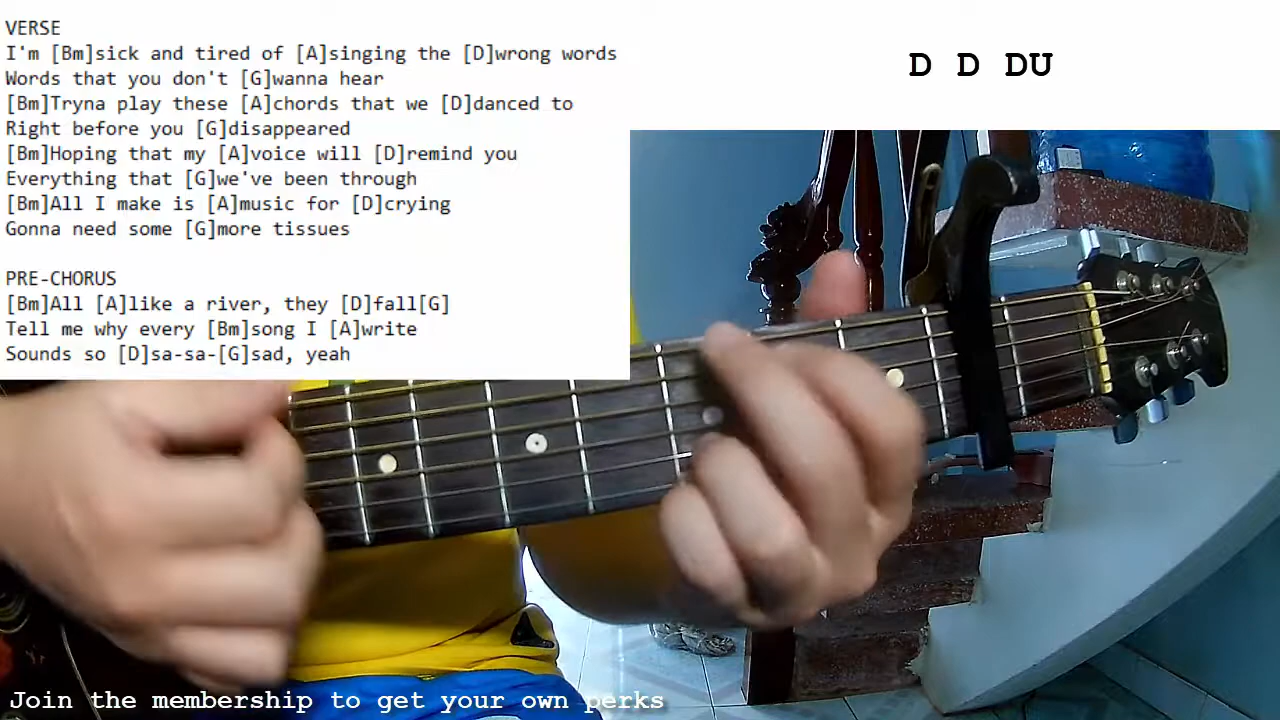 VERSE
I'm [Bm]sick and tired of [A]singing the [D]wrong words
Words that you don't [G]wanna hear
[Bm]Tryna play these [A]chords that we [D]danced to
Right before you [G]disappeared
[Bm]Hoping that my [A]voice will [D]remind you
Everything that [G]we've been through
[Bm]All I make is [A]music for [D]crying
Gonna need some [G]more tissues
PRE-CHORUS
[Bm]All [A]like a river, they [D]fall[G]
Tell me why every [Bm]song I [A]write
Sounds so [D]sa-sa-[G]sad, yeah
D D DU
Join the membership to get your own perks